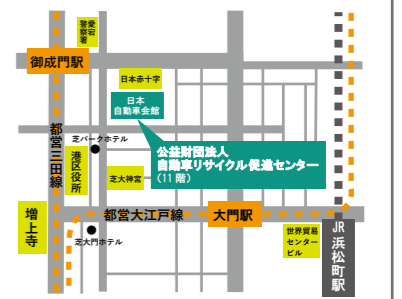 愛宕
警察署
御成門駅
日本赤十字
日本
自動車会館
都営三田線
芝パークホテル
公益財団法人
自動車リサイクル促進センター
(11階)
港区役所
芝大神宮
増上寺
都営大江戸線
大門駅
芝大門ホテル
世界貿易
センター
ビル
JR浜松町駅